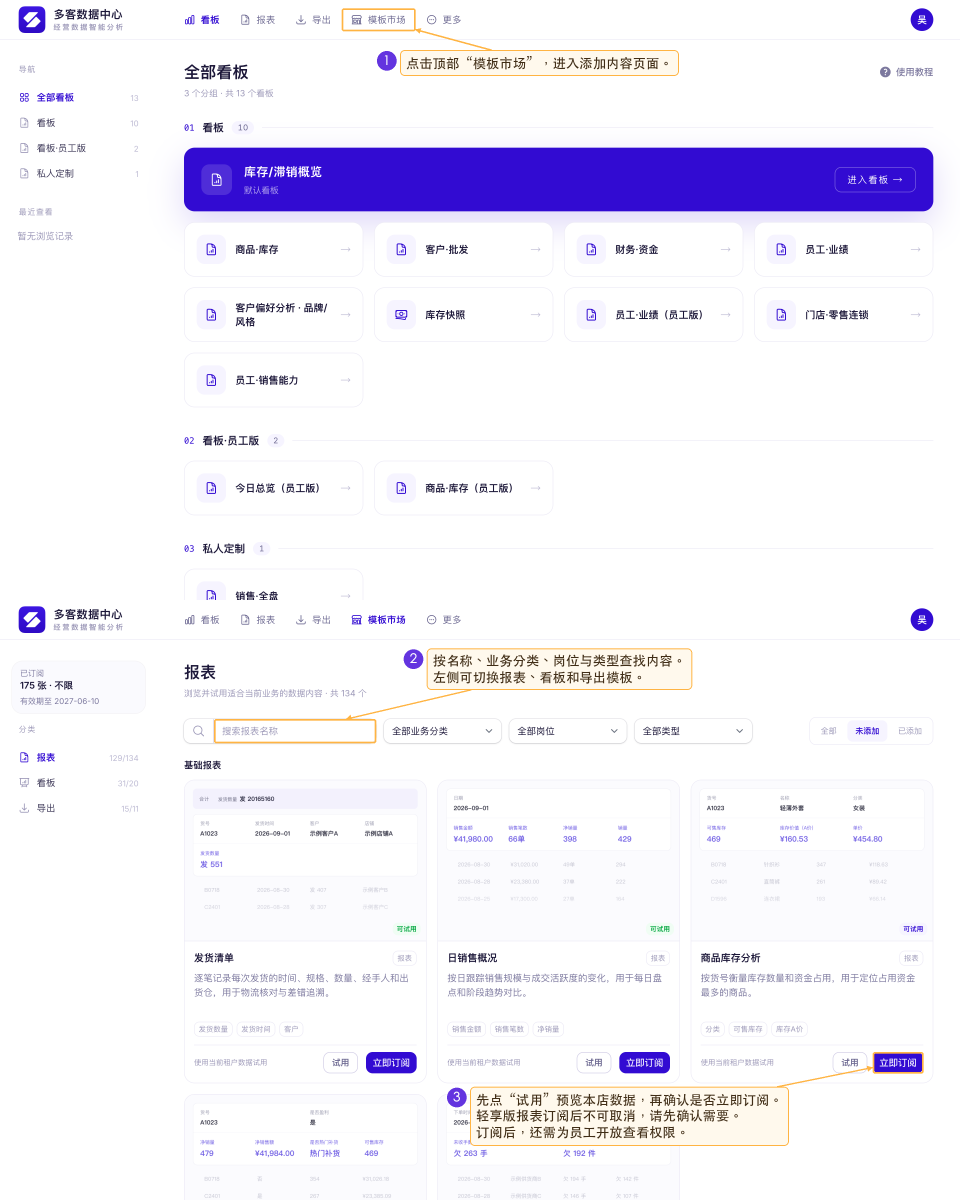 多客数据中心
经营数据智能分析
看板
报表
导出
模板市场
更多
吴
1
点击顶部“模板市场”，进入添加内容页面。
导航
全部看板 13
看板 10
看板·员工版 2
私人定制 1
最近查看
暂无浏览记录
全部看板
3 个分组 · 共 13 个看板
使用教程
01 看板 10
库存/滞销概览
默认看板
进入看板 →
商品·库存 →
客户·批发 →
财务·资金 →
员工·业绩 →
客户偏好分析 · 品牌/
风格 →
库存快照 →
员工·业绩（员工版） →
门店·零售连锁 →
员工·销售能力 →
02 看板·员工版 2
今日总览（员工版） →
商品·库存（员工版） →
03 私人定制 1
销售·全盘 →
多客数据中心
经营数据智能分析
看板
报表
导出
模板市场
更多
吴
2
按名称、业务分类、岗位与类型查找内容。
左侧可切换报表、看板和导出模板。
已订阅
175 张 · 不限
有效期至 2027-06-10
分类
报表 129/134
看板 31/20
导出 15/11
报表
浏览并试用适合当前业务的数据内容 · 共 134 个
搜索报表名称
全部业务分类
全部岗位
全部类型
全部
未添加
已添加
基础报表
合计 发货数量 发 20165160
货号 发货时间 客户 店铺
A1023 2026-09-01 示例客户A 示例店铺A
发货数量
发 551
可试用
发货清单 报表
逐笔记录每次发货的时间、规格、数量、经手人和出
货仓，用于物流核对与差错追溯。
发货数量 发货时间 客户
使用当前租户数据试用 试用 立即订阅
日期
2026-09-01
销售金额 销售笔数 净销量 销量
¥41,980.00 66单 398 429
可试用
日销售概况 报表
按日跟踪销售规模与成交活跃度的变化，用于每日盘
点和阶段趋势对比。
销售金额 销售笔数 净销量
使用当前租户数据试用 试用 立即订阅
货号 名称 分类
A1023 轻薄外套 女装
可售库存 库存价值（A价） 单价
469 ¥160.53 ¥454.80
可试用
商品库存分析 报表
按货号衡量库存数量和资金占用，用于定位占用资金
最多的商品。
分类 可售库存 库存A价
使用当前租户数据试用 试用 立即订阅
3
先点“试用”预览本店数据，再确认是否立即订阅。
轻享版报表订阅后不可取消，请先确认需要。
订阅后，还需为员工开放查看权限。
货号 是否盈利
A1023 是
净销量 净销售额 是否热门补货 可售库存
479 ¥41,984.00 热门补货 469
欠 263 手 欠 192 件